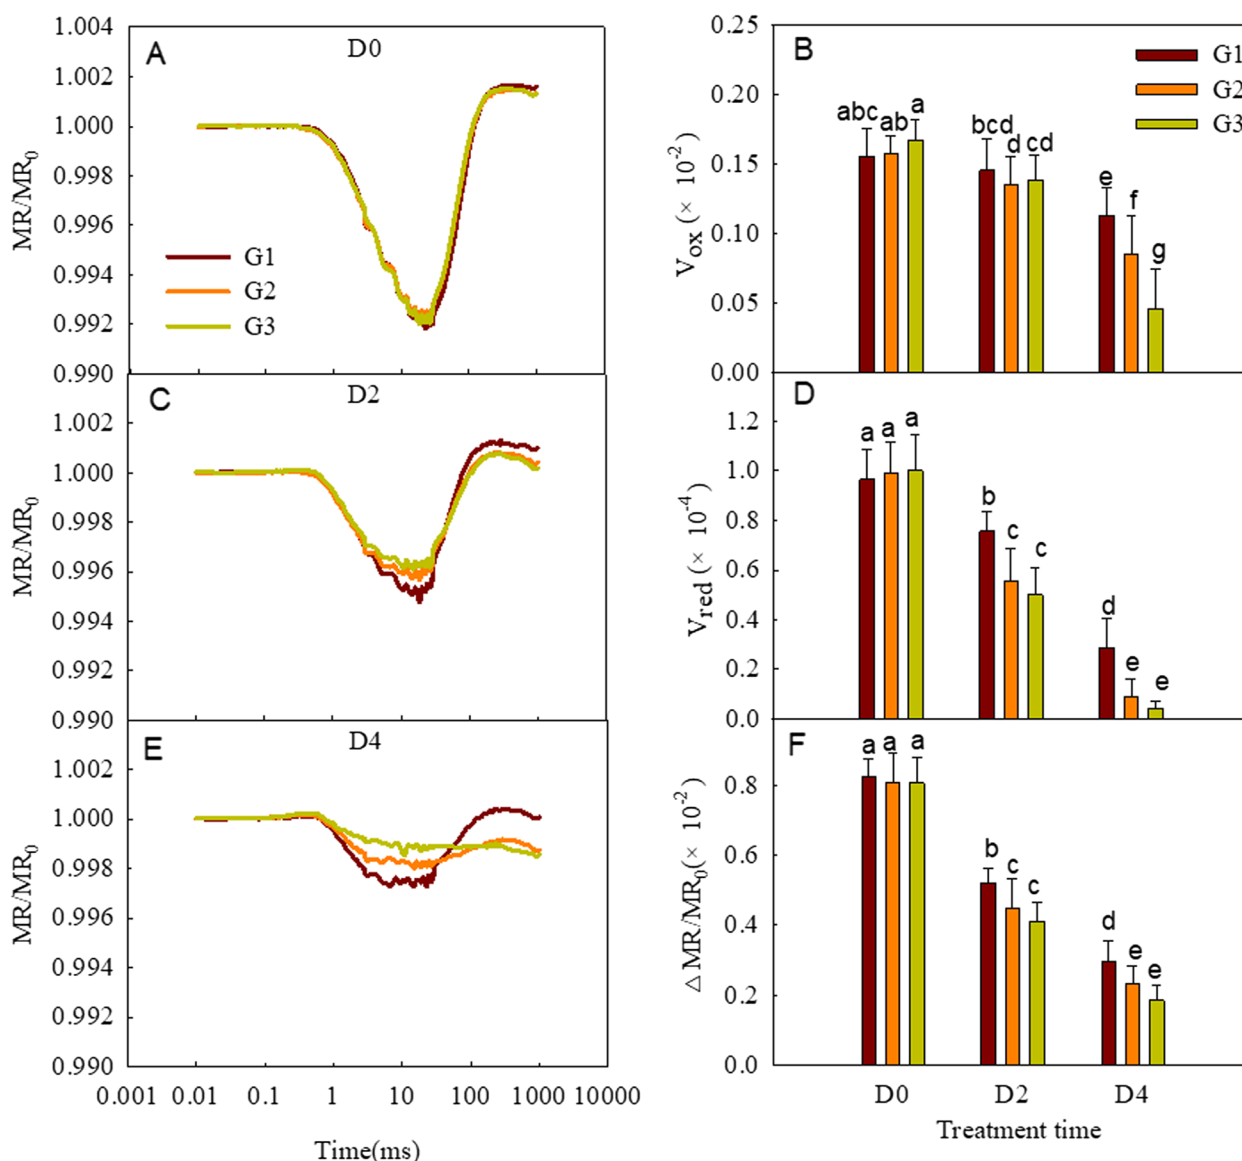 A
D0
1.004
1.002
1.000
0.998
0.996
0.994
0.992
0.990
MR/MR0
G1
G2
G3
B
0.25
0.20
0.15
0.10
0.05
0.00
Vox (× 10-2)
G1
G2
G3
abc
ab
a
bcd
d
cd
e
f
g
C
D2
1.002
1.000
0.998
0.996
0.994
0.992
0.990
MR/MR0
D
1.2
1.0
0.8
0.6
0.4
0.2
0.0
Vred (× 10-4)
a
a
a
b
c
c
d
e
e
E
D4
1.002
1.000
0.998
0.996
0.994
0.992
0.990
MR/MR0
0.001 0.01 0.1 1 10 100 1000 10000
Time(ms)
F
0.8
0.6
0.4
0.2
0.0
△MR/MR0(× 10-2)
a
a
a
b
c
c
d
e
e
D0 D2 D4
Treatment time